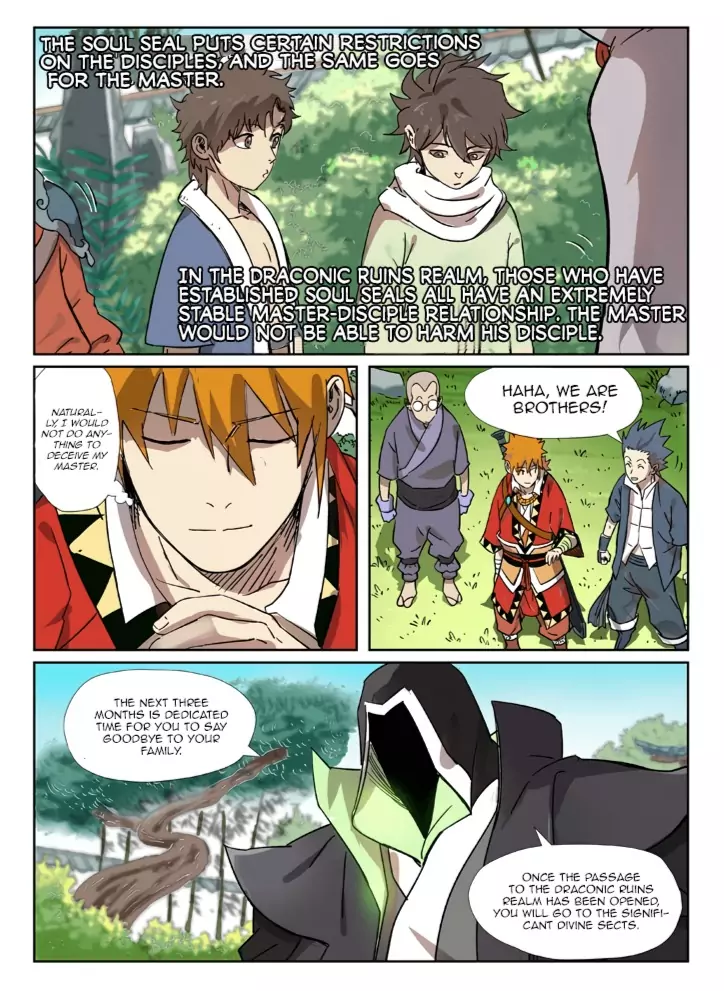 THE SOUL SEAL PUTS CERTAIN RESTRICTIONS
ON THE DISCIPLES, AND THE SAME GOES
FOR THE MASTER.
IN THE DRACONIC RUINS REALM, THOSE WHO HAVE
ESTABLISHED SOUL SEALS ALL HAVE AN EXTREMELY
STABLE MASTER-DISCIPLE RELATIONSHIP. THE MASTER
WOULD NOT BE ABLE TO HARM HIS DISCIPLE.
NATURAL-
LY, I WOULD
NOT DO ANY-
THING TO
DECEIVE MY
MASTER.
HAHA, WE ARE
BROTHERS!
THE NEXT THREE
MONTHS IS DEDICATED
TIME FOR YOU TO SAY
GOODBYE TO YOUR
FAMILY.
ONCE THE PASSAGE
TO THE DRACONIC RUINS
REALM HAS BEEN OPENED,
YOU WILL GO TO THE SIGNIFI-
CANT DIVINE SECTS.